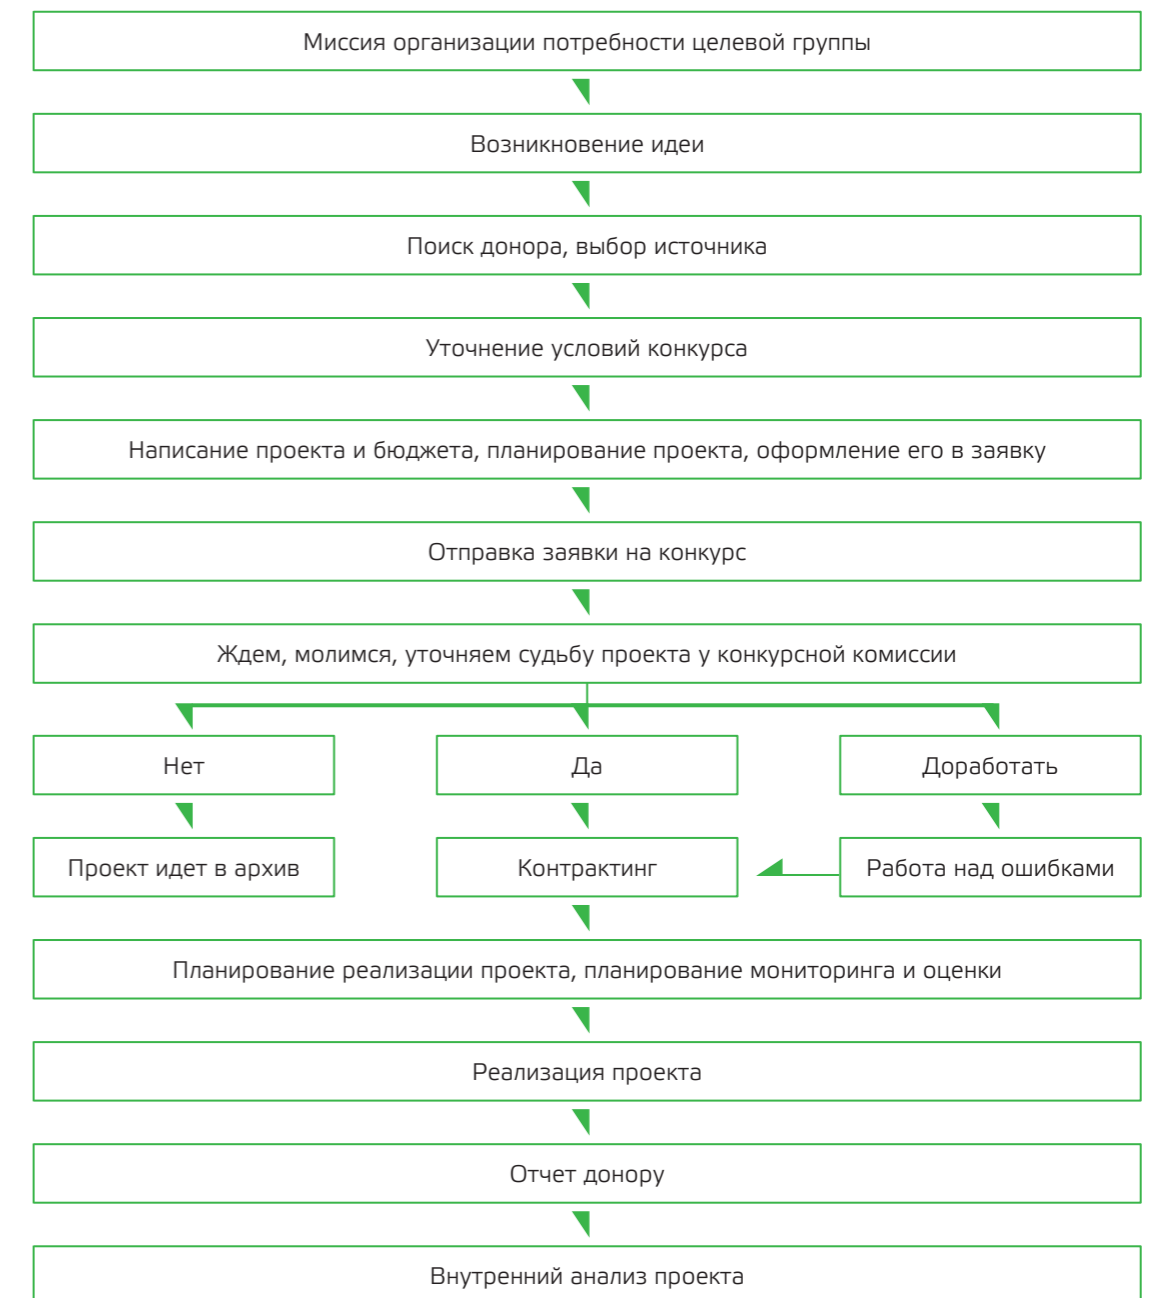 Миссия организации потребности целевой группы
Возникновение идеи
Поиск донора, выбор источника
Уточнение условий конкурса
Написание проекта и бюджета, планирование проекта, оформление его в заявку
Отправка заявки на конкурс
Ждем, молимся, уточняем судьбу проекта у конкурсной комиссии
Нет
Да
Доработать
Проект идет в архив
Контрактинг
Работа над ошибками
Планирование реализации проекта, планирование мониторинга и оценки
Реализация проекта
Отчет донору
Внутренний анализ проекта